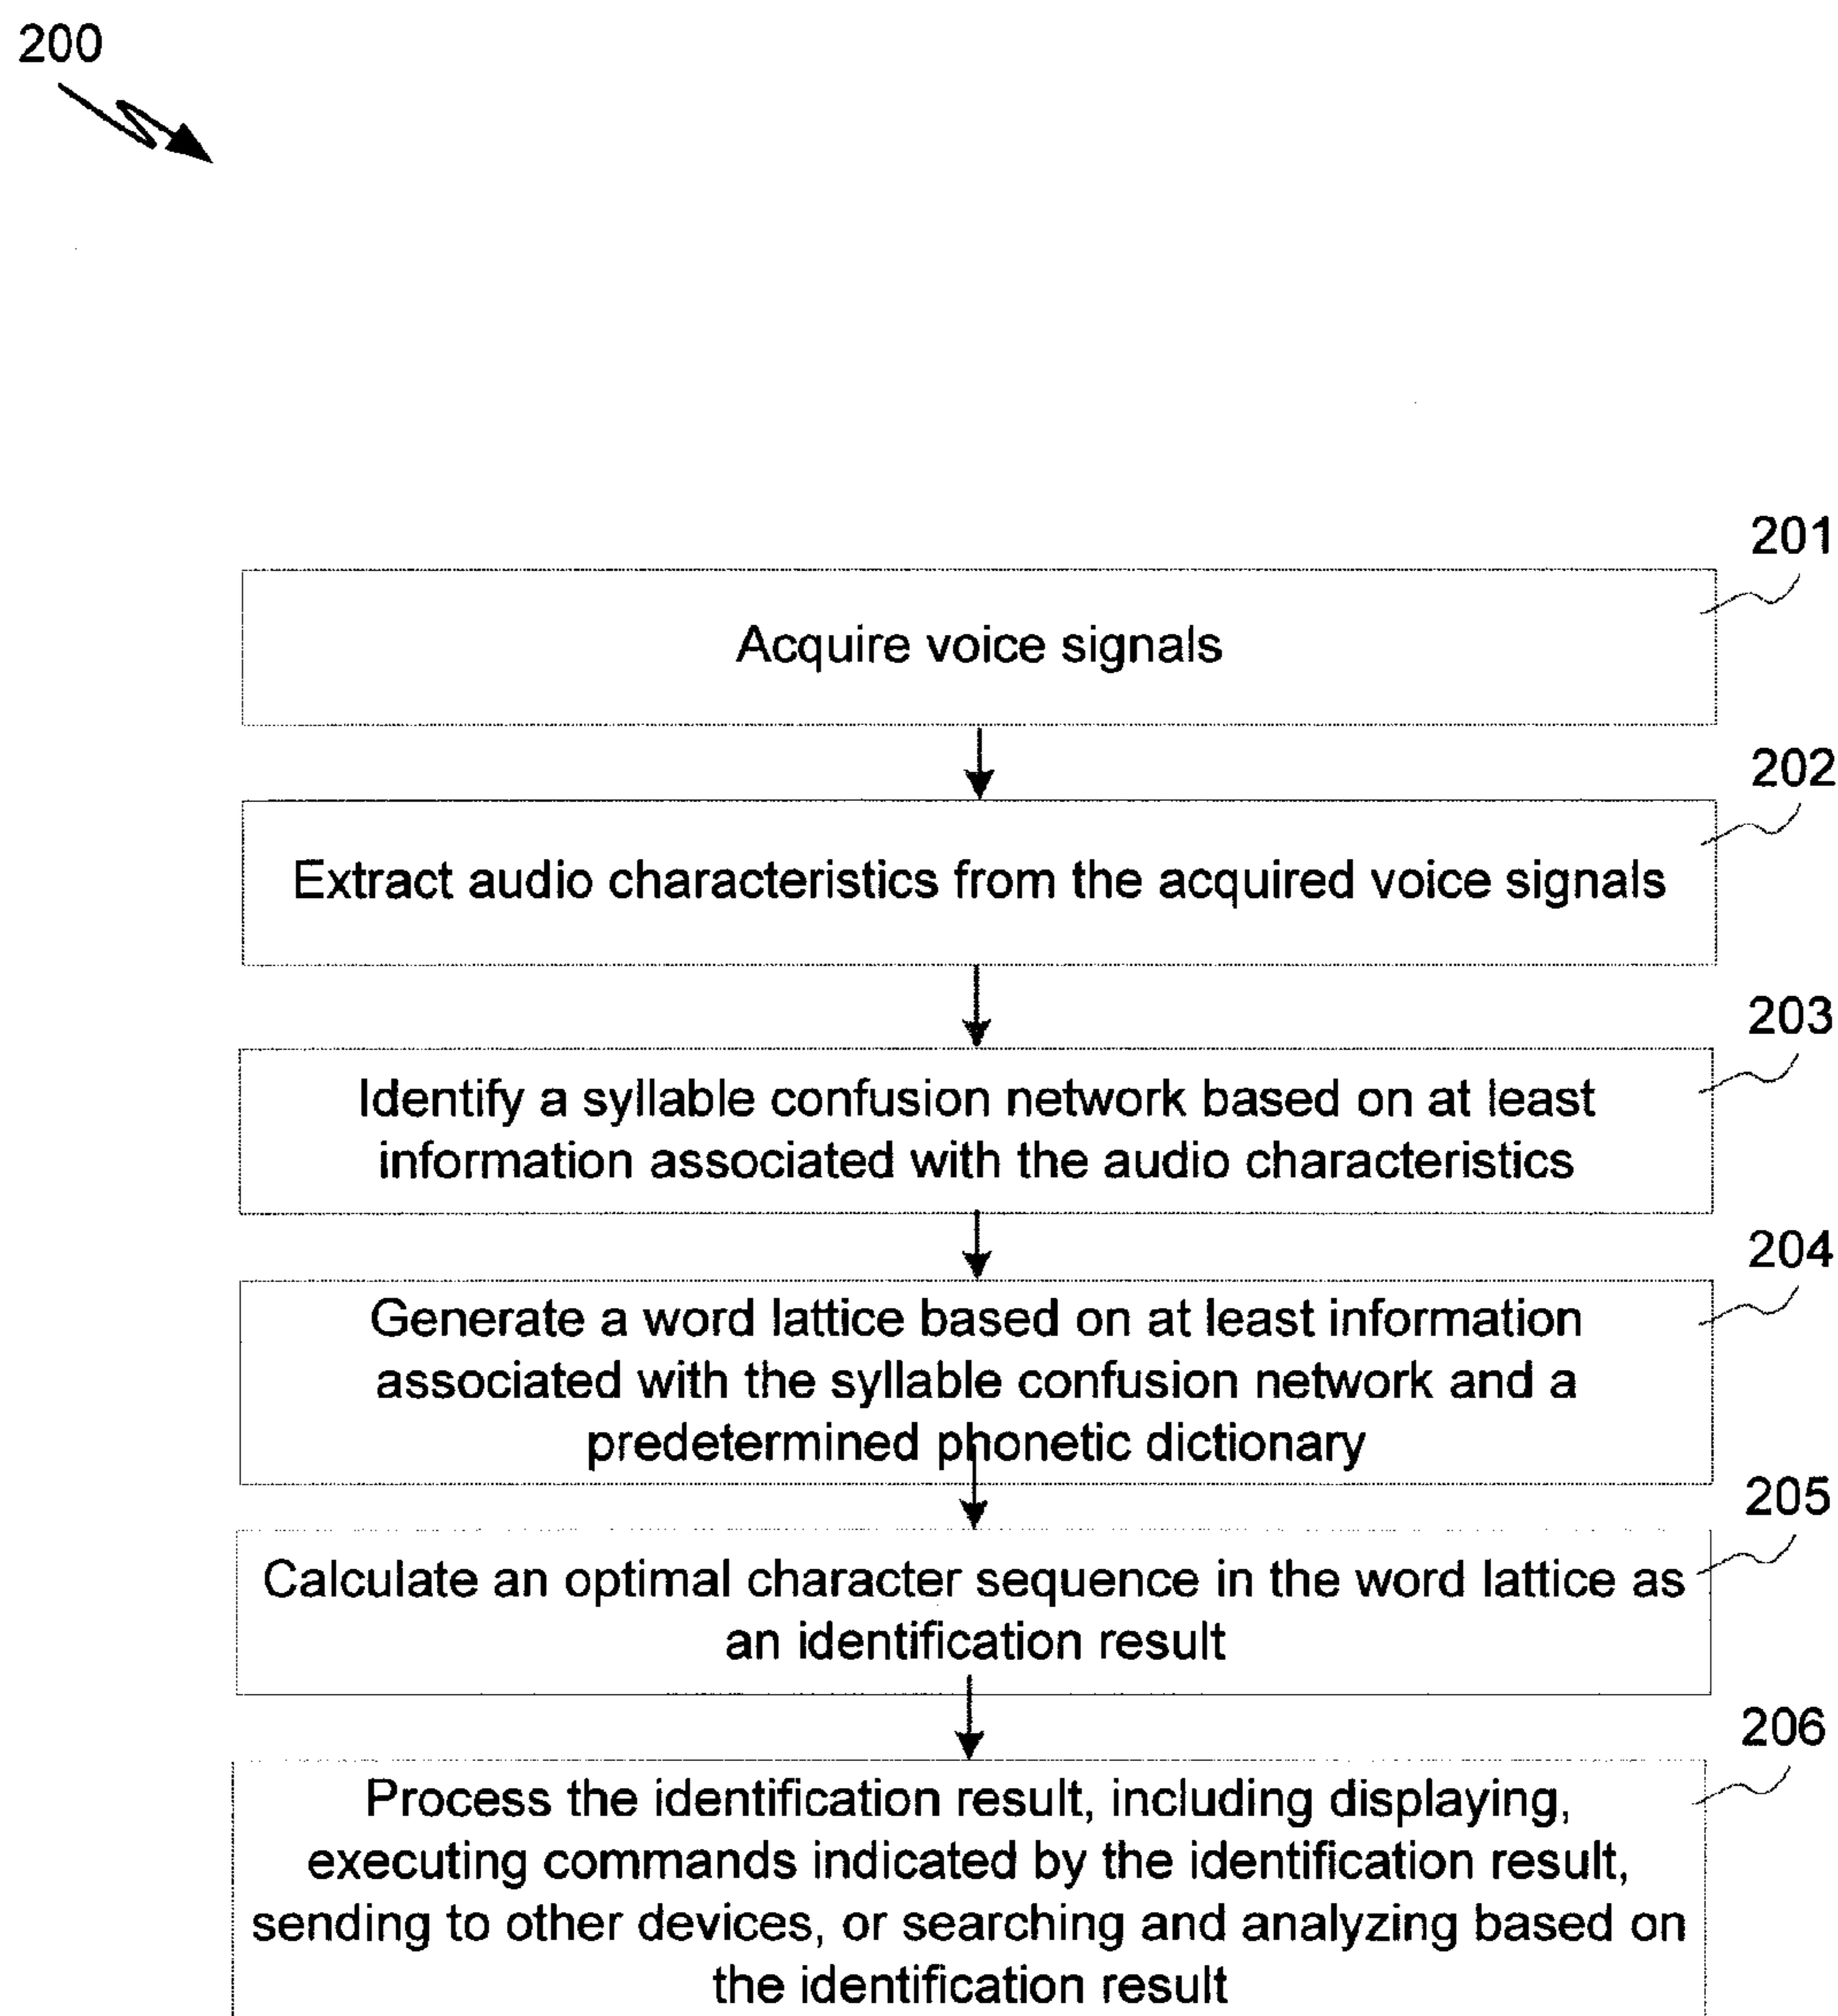 200
201
Acquire voice signals
202
Extract audio characteristics from the acquired voice signals
203
Identify a syllable confusion network based on at least
information associated with the audio characteristics
204
Generate a word lattice based on at least information
associated with the syllable confusion network and a
predetermined phonetic dictionary
205
Calculate an optimal character sequence in the word lattice as
an identification result
206
Process the identification result, including displaying,
executing commands indicated by the identification result,
sending to other devices, or searching and analyzing based on
the identification result